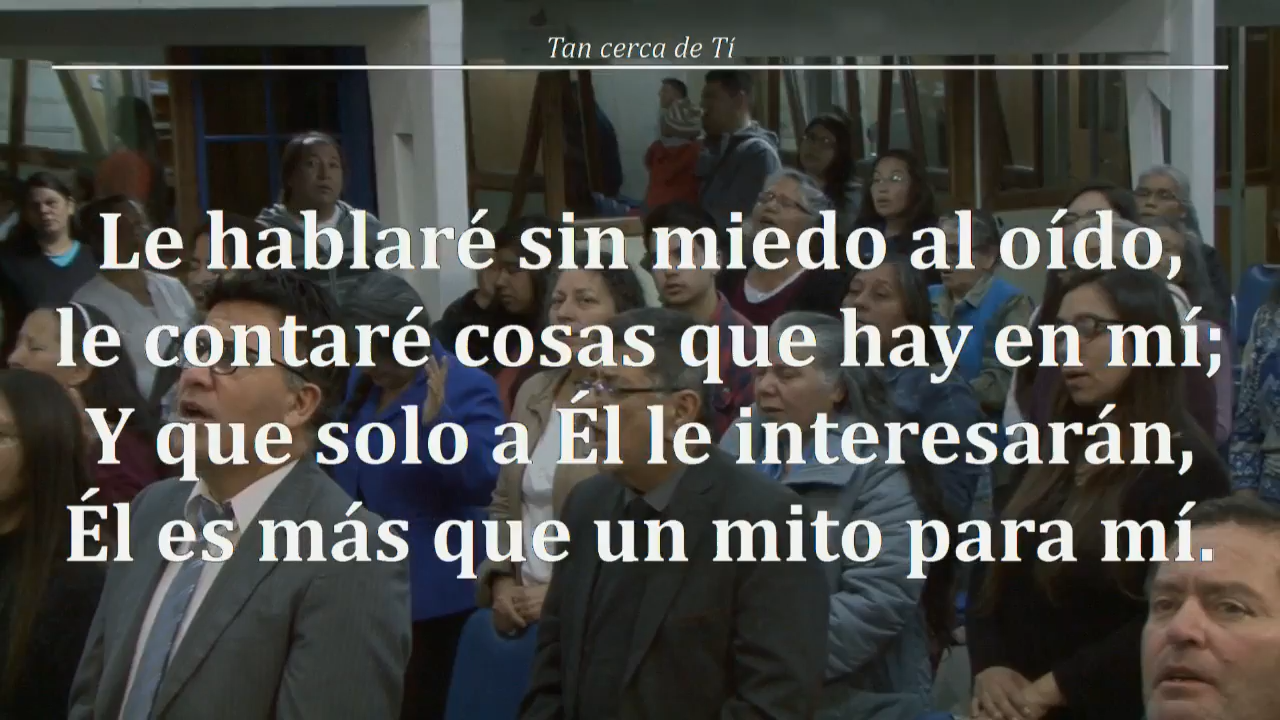 Tan cerca de Tí
Le hablaré sin miedo al oído,
le contaré cosas que hay en mí;
Y que solo a Él le interesarán,
Él es más que un mito para mí.